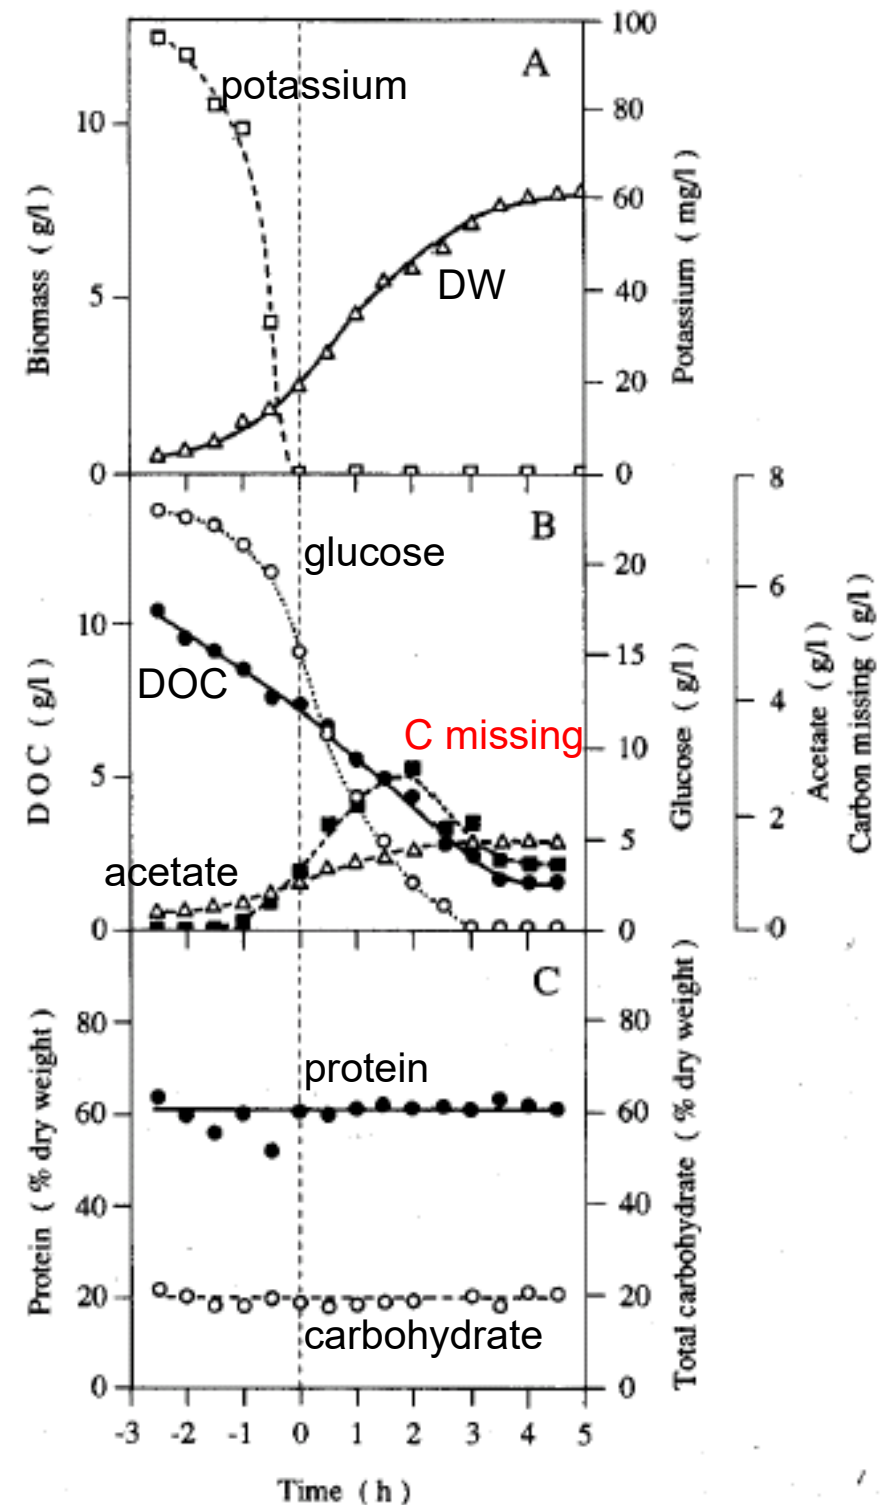 100
A
potassium
10
80
Biomass ( g/l )
60
Potassium ( mg/l )
DW
5
40
20
0
0
8
B
glucose
20
6
10
15
DOC
DOC ( g/l )
C missing
10
Glucose ( g/l )
4
Acetate ( g/l )
Carbon missing ( g/l )
5
2
acetate
5
0
0
0
C
80
80
protein
Protein ( % dry weight )
60
60
Total carbohydrate ( % dry weight )
40
40
20
20
carbohydrate
0
0
-3 -2 -1 0 1 2 3 4 5
Time ( h )